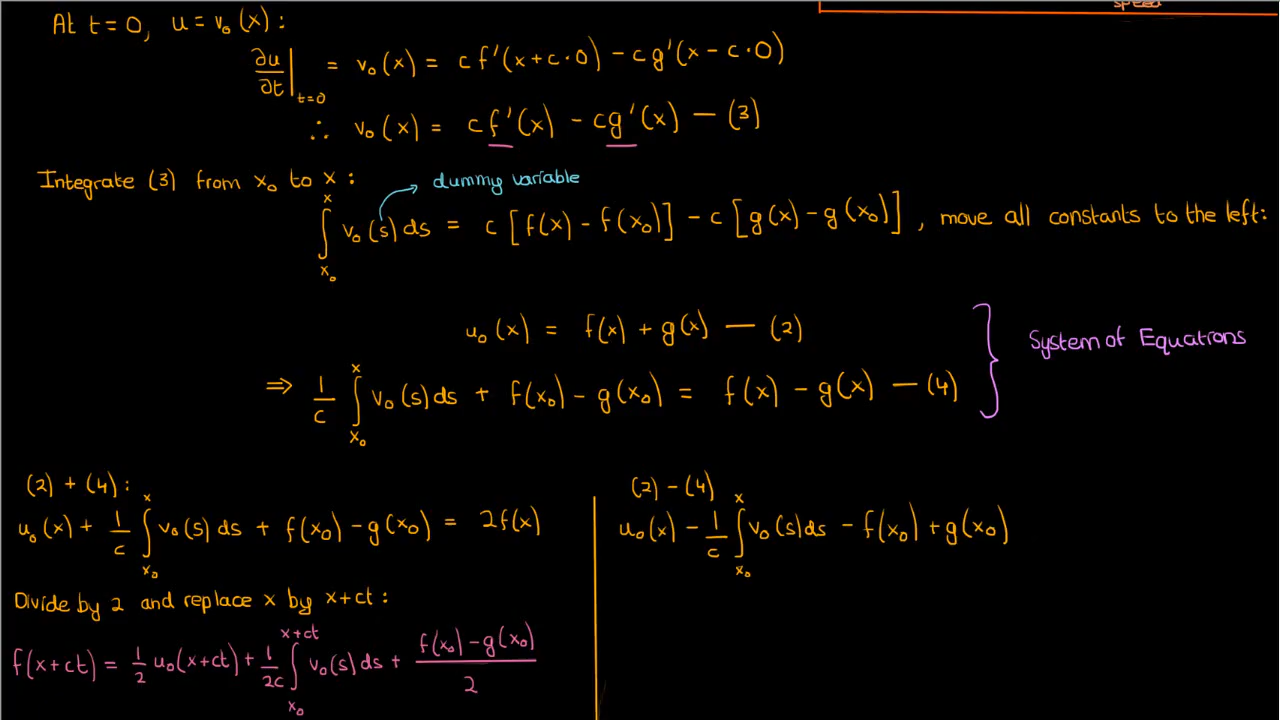 speed
At t=0, u = v₀(x):
∂u/∂t|ₜ₌₀ = v₀(x) = c f'(x+c·0) − c g'(x−c·0)
∴ v₀(x) = c f'(x) − c g'(x) — (3)
Integrate (3) from x₀ to x:
dummy variable
∫ₓ₀ˣ v₀(s) ds = c [f(x) − f(x₀)] − c [g(x) − g(x₀)], move all constants to the left:
u₀(x) = f(x) + g(x) — (2)
System of Equations
⇒ 1/c ∫ₓ₀ˣ v₀(s) ds + f(x₀) − g(x₀) = f(x) − g(x) — (4)
(2) + (4):
u₀(x) + 1/c ∫ₓ₀ˣ v₀(s) ds + f(x₀) − g(x₀) = 2f(x)
Divide by 2 and replace x by x+ct:
f(x+ct) = 1/2 u₀(x+ct) + 1/2c ∫ₓ₀ˣ⁺ᶜᵗ v₀(s) ds + (f(x₀) − g(x₀))/2
(2) − (4)
u₀(x) − 1/c ∫ₓ₀ˣ v₀(s) ds − f(x₀) + g(x₀)